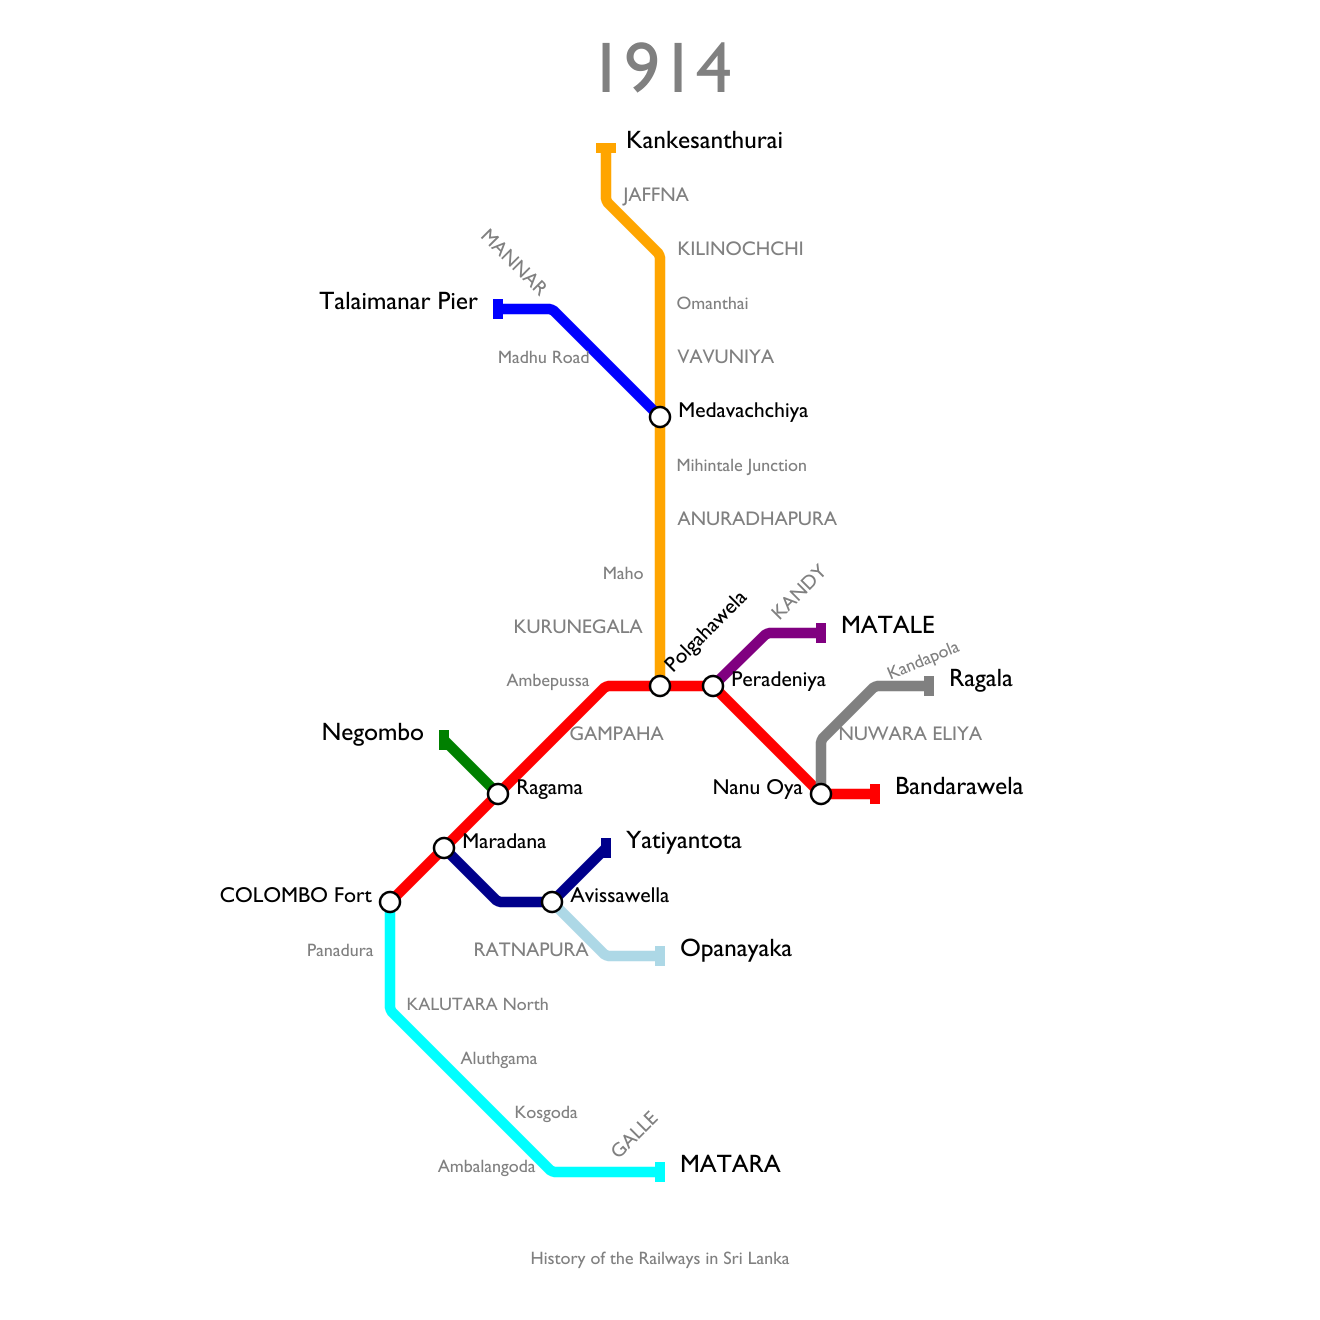 1914
Kankesanthurai
JAFFNA
MANNAR
KILINOCHCHI
Talaimanar Pier
Omanthai
Madhu Road
VAVUNIYA
Medavachchiya
Mihintale Junction
ANURADHAPURA
Maho
KANDY
KURUNEGALA
Polgahawela
MATALE
Ambepussa
Peradeniya
Kandapola
Ragala
Negombo
GAMPAHA
NUWARA ELIYA
Ragama
Nanu Oya
Bandarawela
Maradana
Yatiyantota
COLOMBO Fort
Avissawella
Panadura
RATNAPURA
Opanayaka
KALUTARA North
Aluthgama
Kosgoda
GALLE
Ambalangoda
MATARA
History of the Railways in Sri Lanka